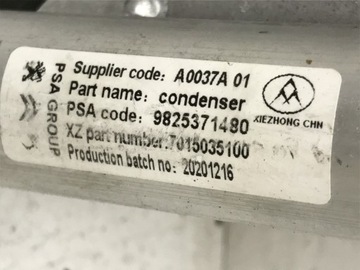 Supplier code: A0037A 01
Part name: condenser
PSA code: 9825371480
XZ part number:7015035100
Production batch no: 20201216
PSA GROUP
XIEZHONG CHN